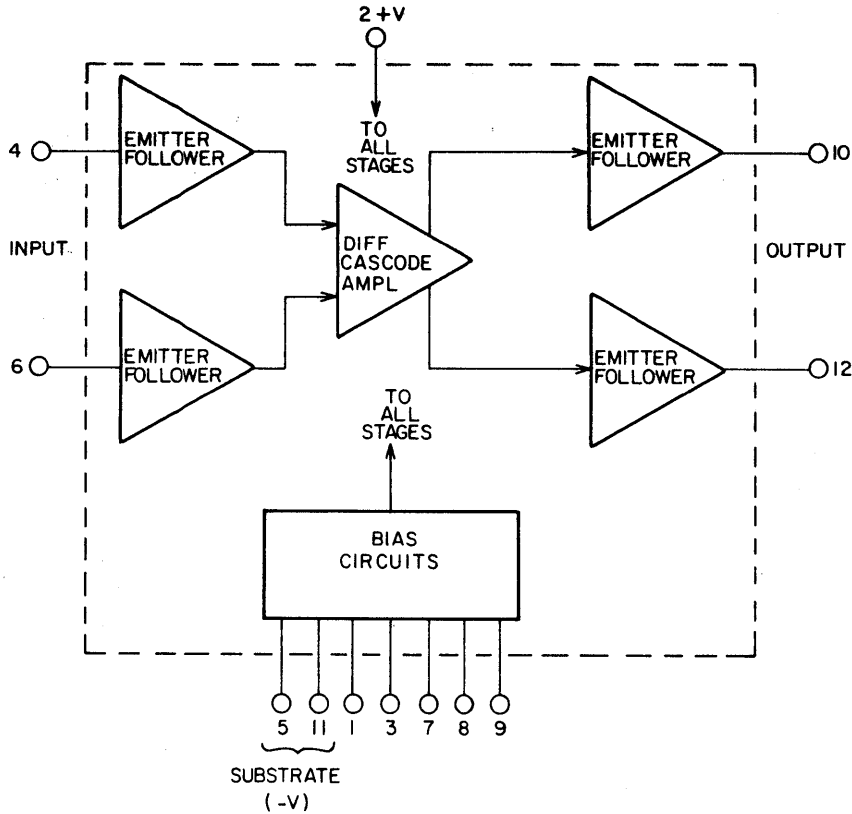 2+V
TO
ALL
STAGES
4
EMITTER
FOLLOWER
EMITTER
FOLLOWER
10
INPUT
DIFF
CASCODE
AMPL
OUTPUT
6
EMITTER
FOLLOWER
EMITTER
FOLLOWER
12
TO
ALL
STAGES
BIAS
CIRCUITS
5 11 1 3 7 8 9
SUBSTRATE
(-V)